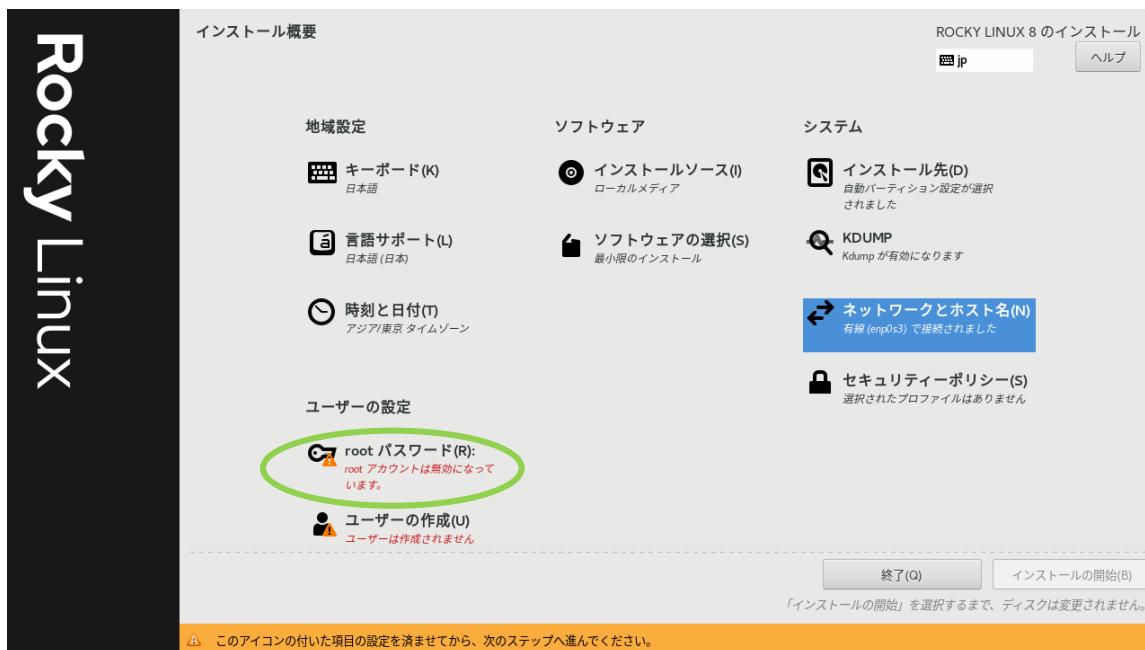 Rocky Linux
インストール概要
ROCKY LINUX 8 のインストール
jp
ヘルプ
地域設定
キーボード(K)
日本語
言語サポート(L)
日本語 (日本)
時刻と日付(T)
アジア/東京 タイムゾーン
ソフトウェア
インストールソース(I)
ローカルメディア
ソフトウェアの選択(S)
最小限のインストール
システム
インストール先(D)
自動パーティション設定が選択
されました
KDUMP
Kdump が有効になります
ネットワークとホスト名(N)
有線 (enp0s3) で接続されました
セキュリティーポリシー(S)
選択されたプロファイルはありません
ユーザーの設定
root パスワード(R):
root アカウントは無効になって
います。
ユーザーの作成(U)
ユーザーは作成されません
終了(Q)
インストールの開始(B)
「インストールの開始」を選択するまで、ディスクは変更されません。
このアイコンの付いた項目の設定を済ませてから、次のステップへ進んでください。